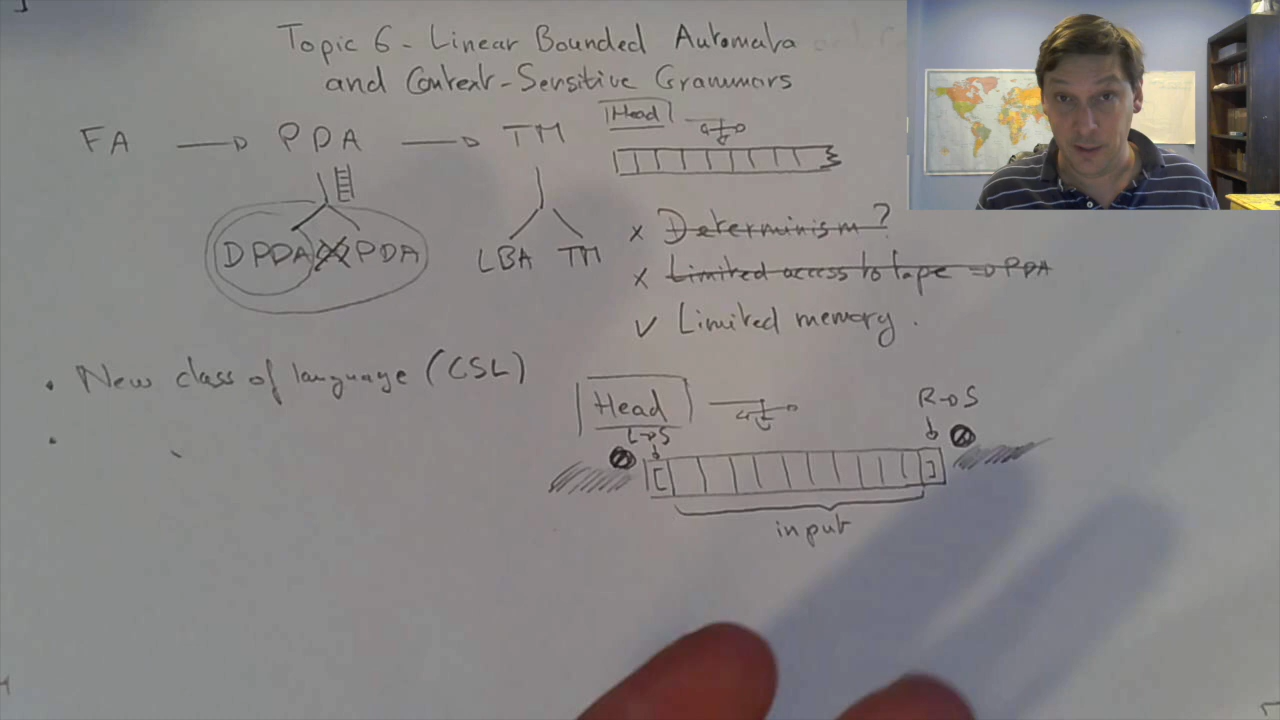 Topic 6 - Linear Bounded Automata
and Context-Sensitive Grammars
Head
FA → PDA → TM
DPDA PDA
LBA TM
x Determinism?
x Limited access to tape → PDA
✓ Limited memory.
• New class of language (CSL)
Head
L→S
R→S
[ ]
input